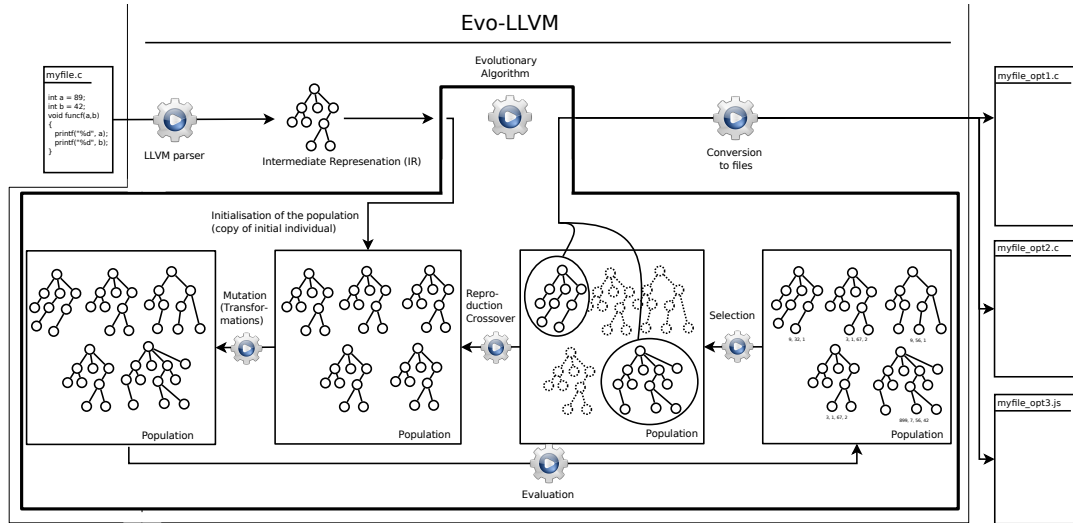 Evo-LLVM
myfile.c
int a = 89;
int b = 42;
void funcf(a,b)
{
printf("%d", a);
printf("%d", b);
}
LLVM parser
Intermediate Represenation (IR)
Evolutionary
Algorithm
Conversion
to files
myfile_opt1.c
myfile_opt2.c
myfile_opt3.js
Initialisation of the population
(copy of initial individual)
Mutation
(Transfor-
mations)
Repro-
duction
Crossover
Selection
9, 32, 1
3, 1, 67, 2
9, 56, 1
3, 1, 67, 2
899, 7, 56, 42
Population
Population
Population
Population
Evaluation